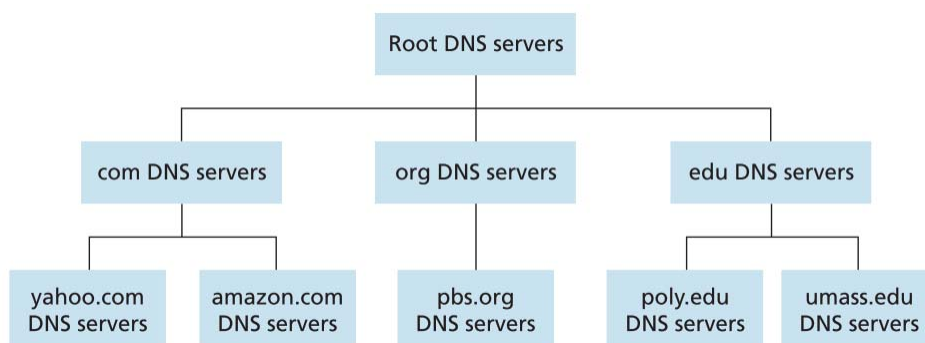 Root DNS servers
com DNS servers
org DNS servers
edu DNS servers
yahoo.com
DNS servers
amazon.com
DNS servers
pbs.org
DNS servers
poly.edu
DNS servers
umass.edu
DNS servers